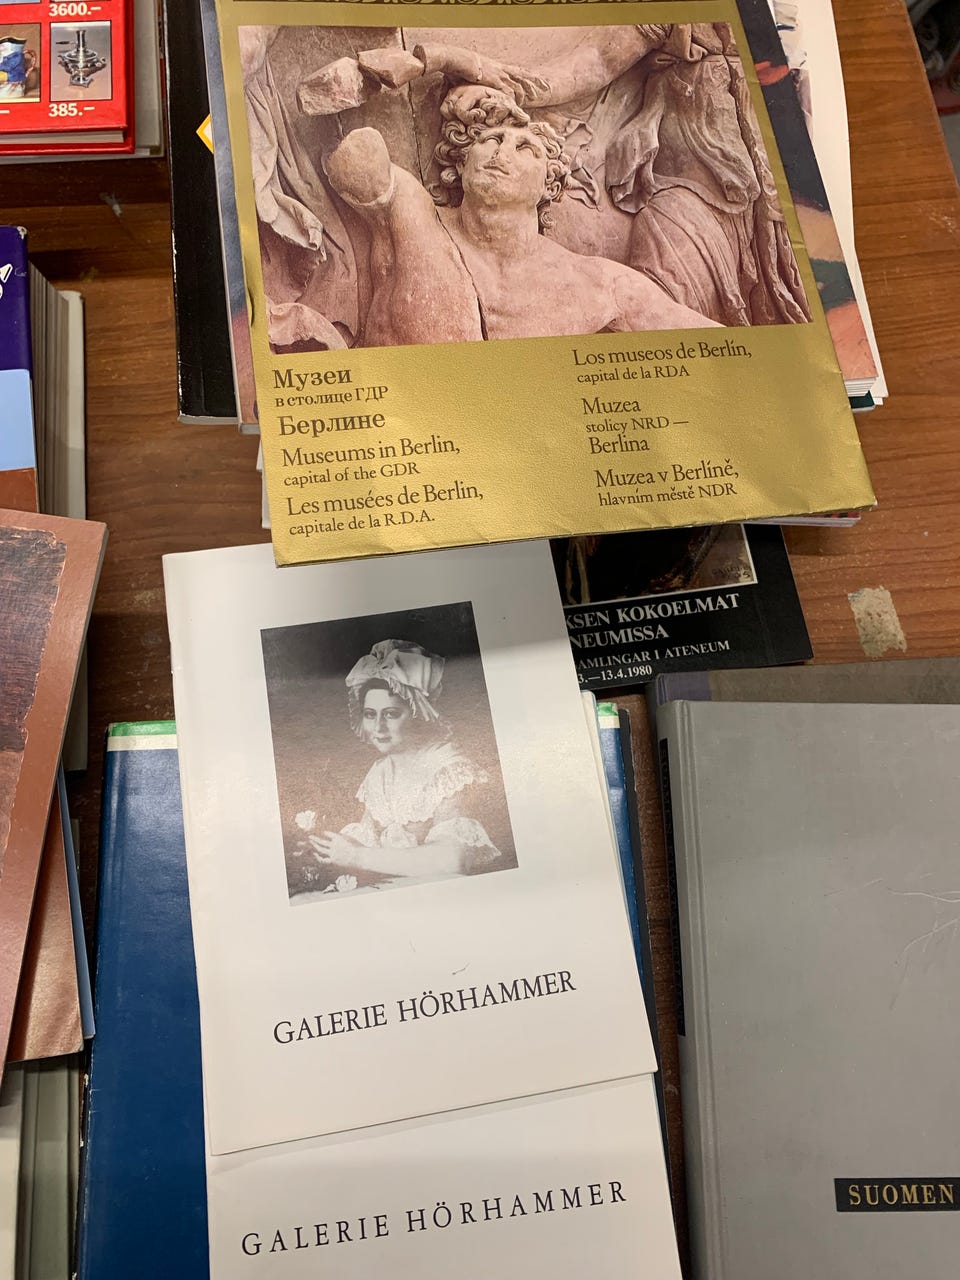 3600.–
385.–
Музеи
в столице ГДР
Берлине
Museums in Berlin,
capital of the GDR
Les musées de Berlin,
capitale de la R.D.A.
Los museos de Berlín,
capital de la RDA
Muzea
stolicy NRD —
Berlina
Muzea v Berlíně,
hlavním městě NDR
KSEN KOKOELMAT
NEUMISSA
AMLINGAR I ATENEUM
3.—13.4.1980
GALERIE HÖRHAMMER
GALERIE HÖRHAMMER
SUOMEN